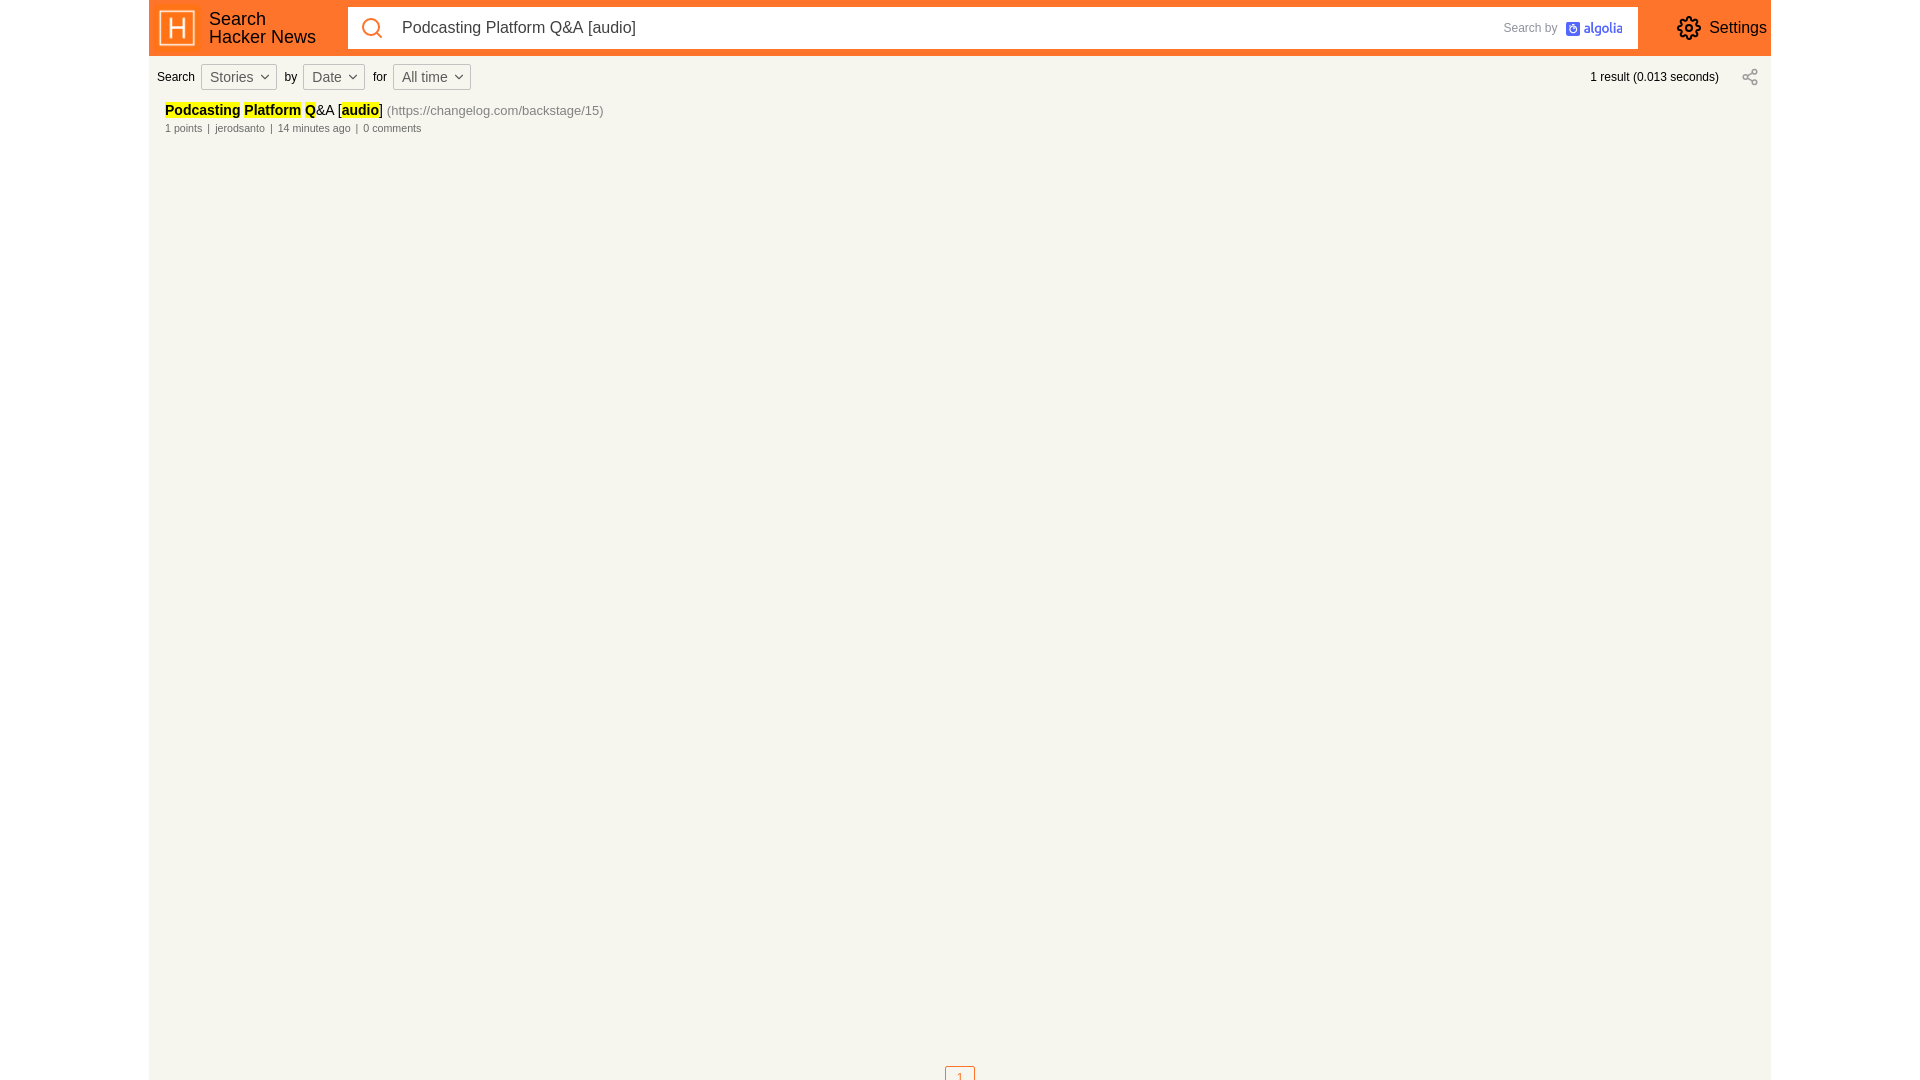 Search
Hacker News
Podcasting Platform Q&A [audio]
Search by algolia
Settings
Search Stories by Date for All time
1 result (0.013 seconds)
Podcasting Platform Q&A [audio] (https://changelog.com/backstage/15)
1 points | jerodsanto | 14 minutes ago | 0 comments
1